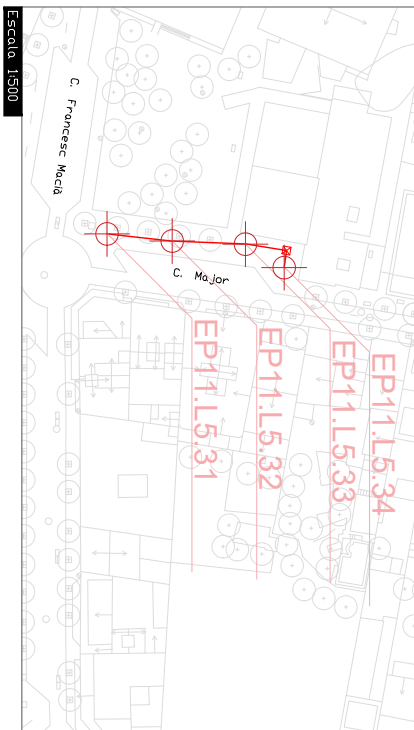 Escala 1:500
C. Francesc Macià
C. Major
EP11.L5.31
EP11.L5.32
EP11.L5.33
EP11.L5.34